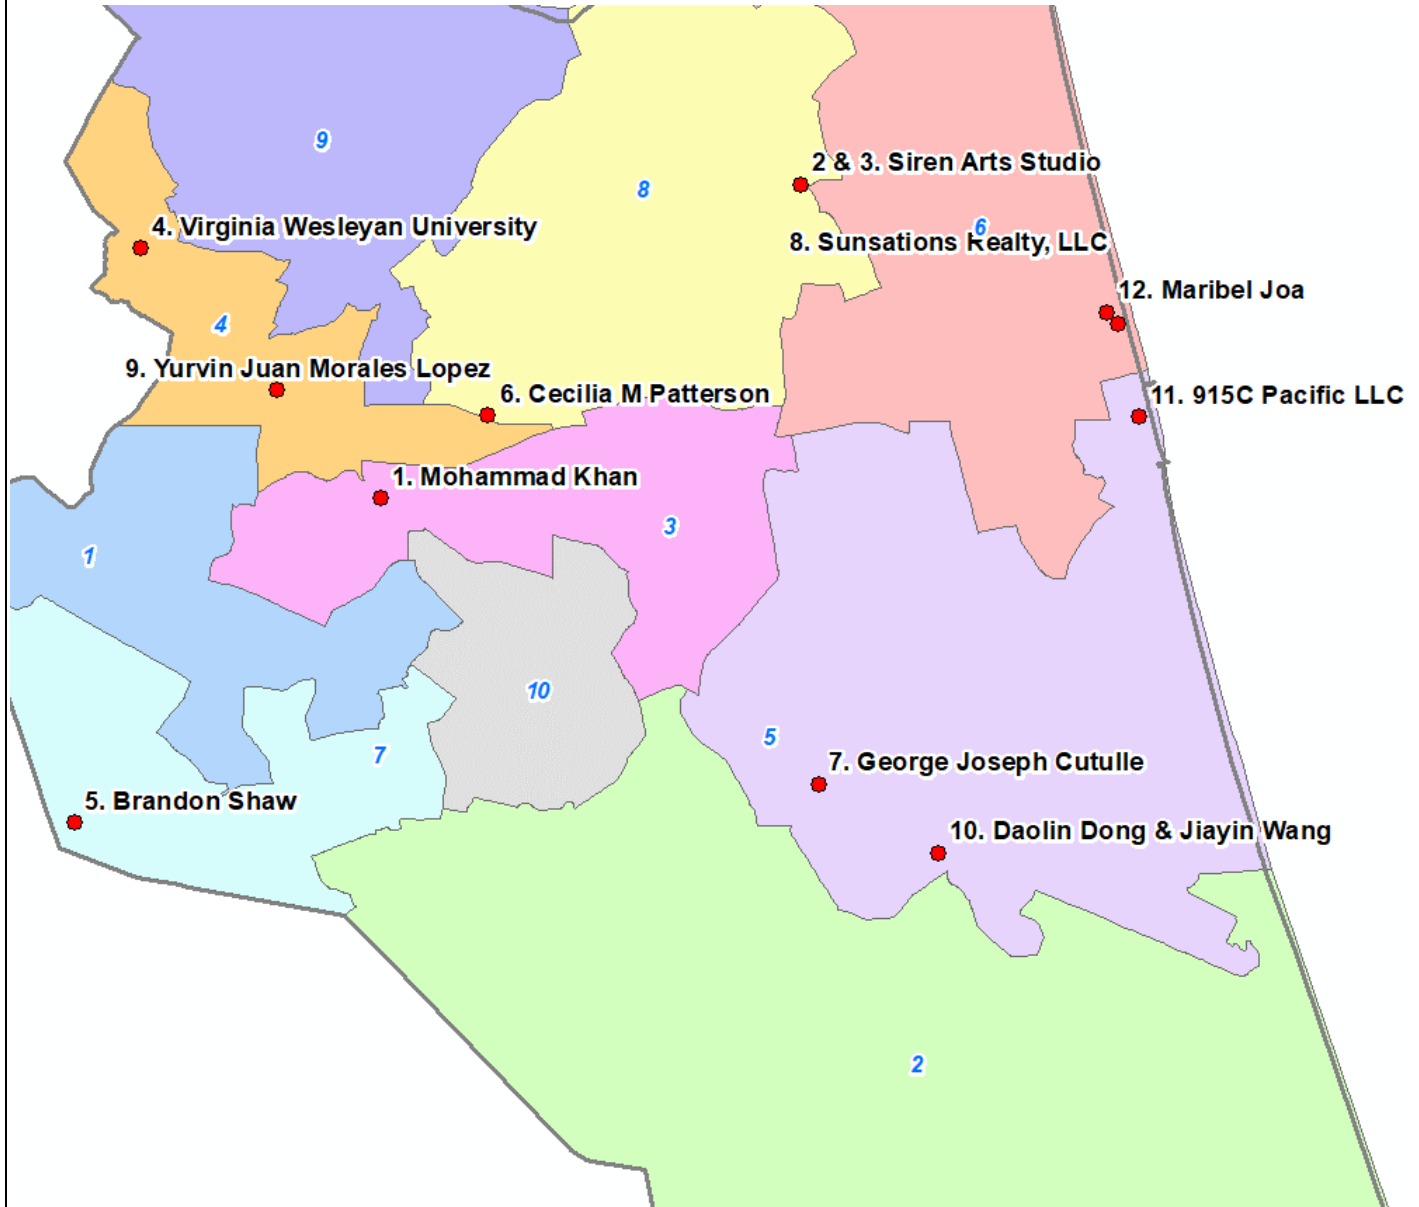 9
2 & 3. Siren Arts Studio
8
4. Virginia Wesleyan University
6
8. Sunsations Realty, LLC
12. Maribel Joa
4
9. Yurvin Juan Morales Lopez
6. Cecilia M Patterson
11. 915C Pacific LLC
1. Mohammad Khan
3
1
10
5
7
7. George Joseph Cutulle
5. Brandon Shaw
10. Daolin Dong & Jiayin Wang
2